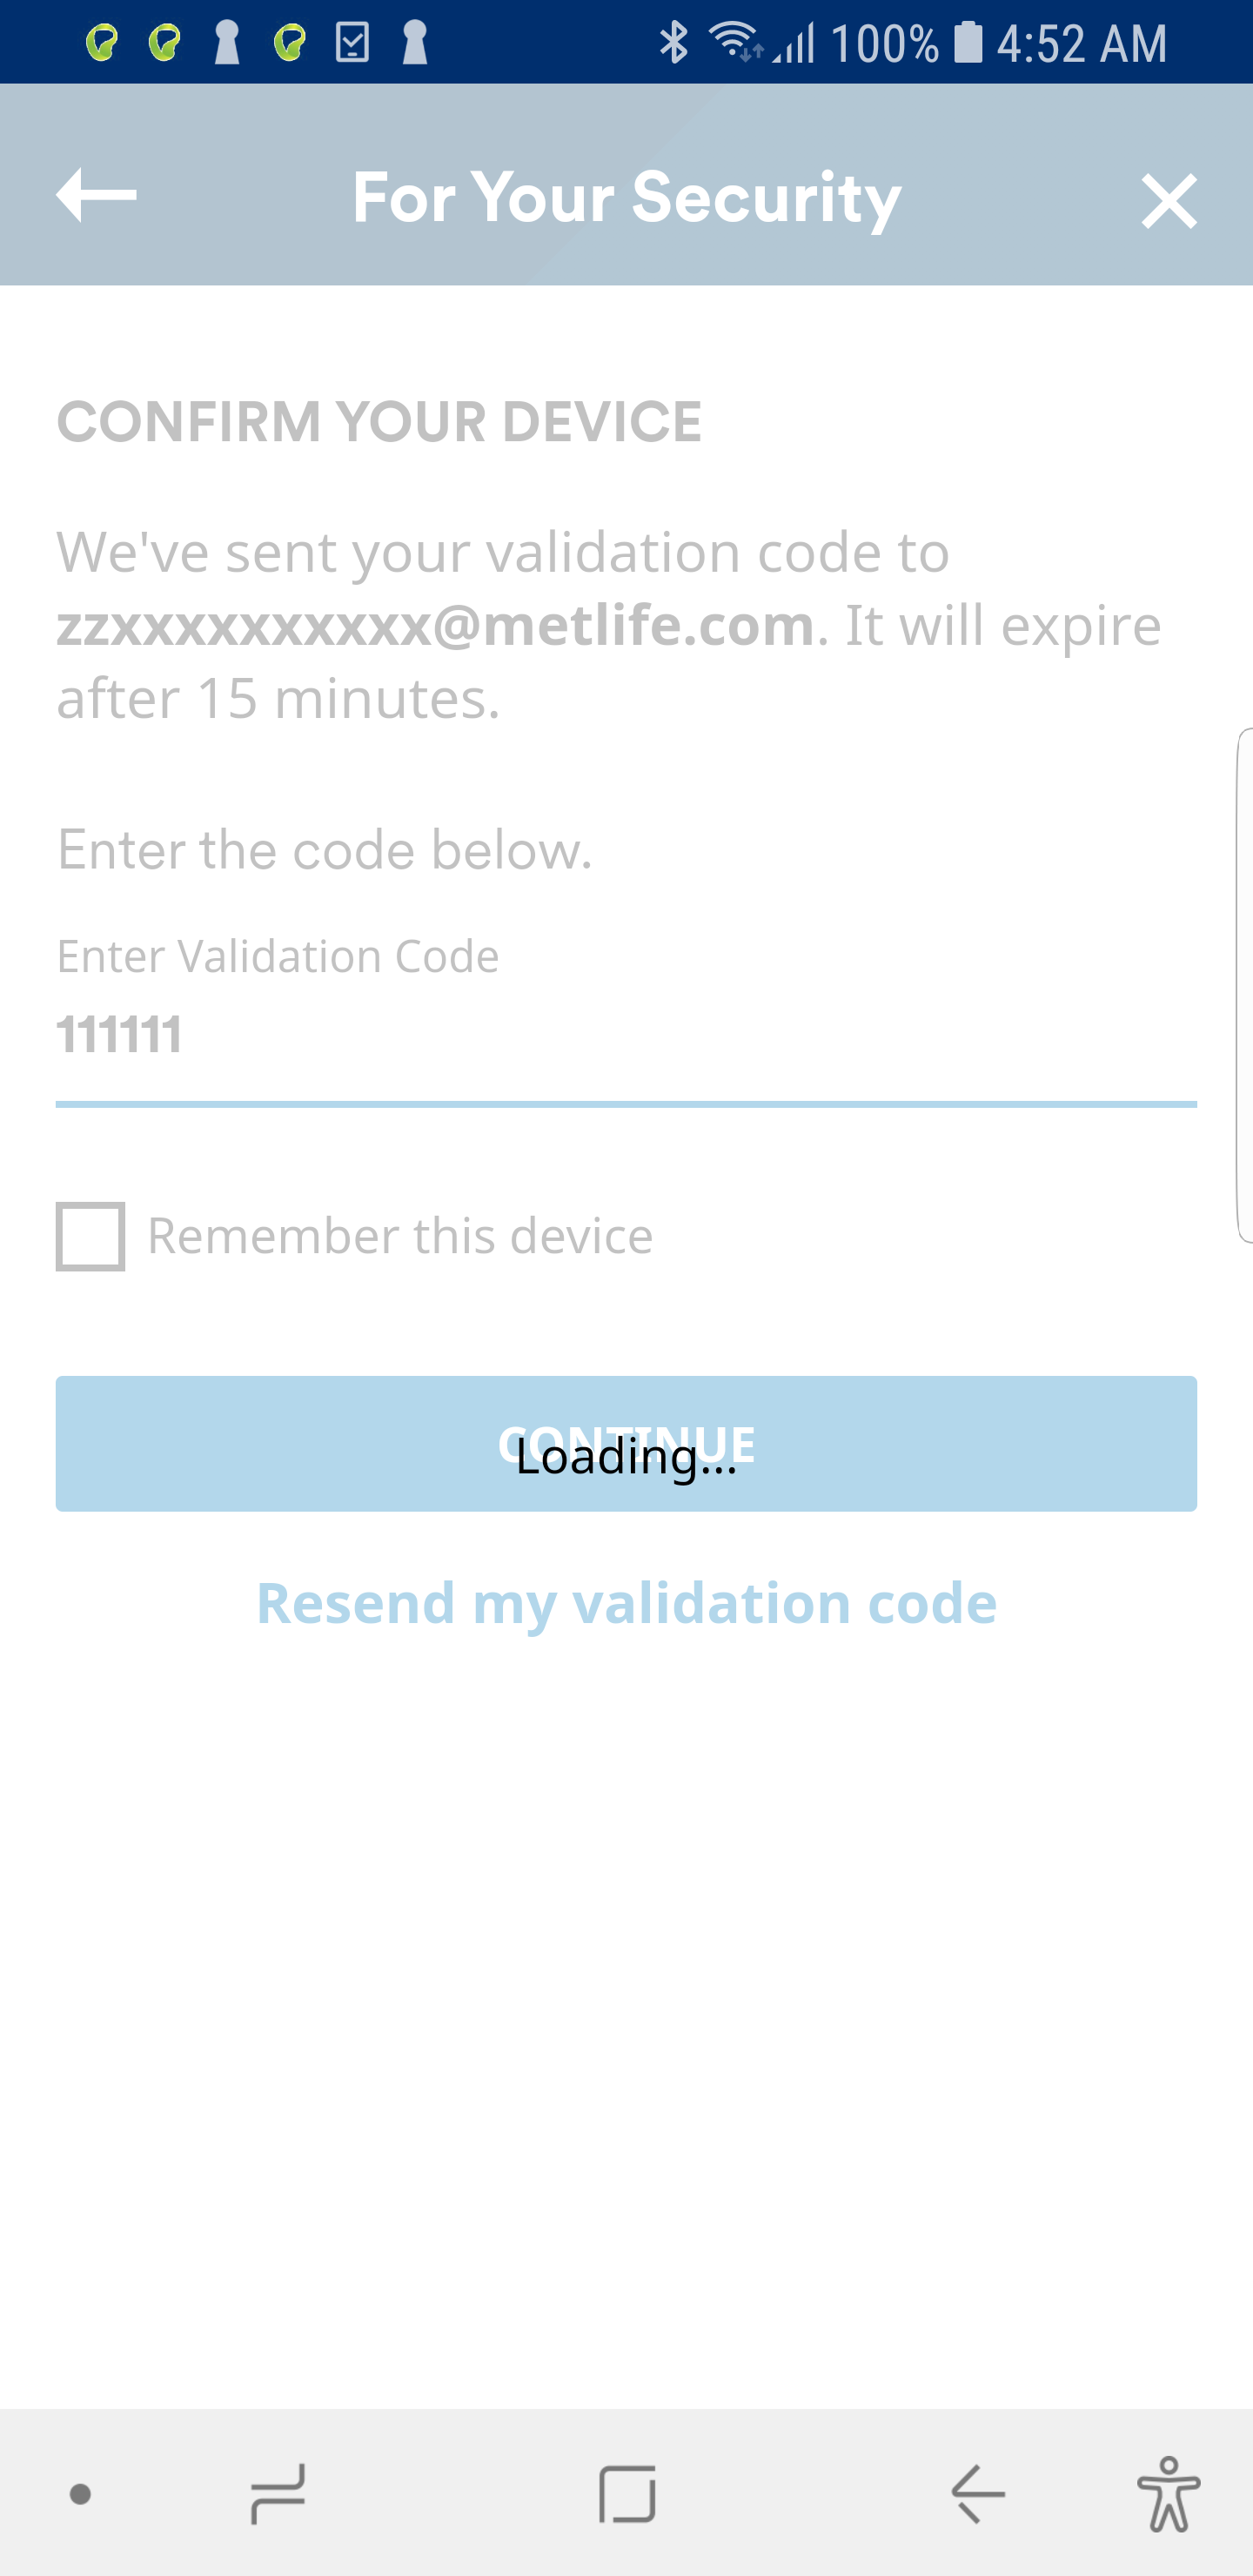 100% 4:52 AM
For Your Security
CONFIRM YOUR DEVICE
We've sent your validation code to
zzxxxxxxxxxx@metlife.com. It will expire
after 15 minutes.
Enter the code below.
Enter Validation Code
111111
Remember this device
CONTINUE
Loading...
Resend my validation code